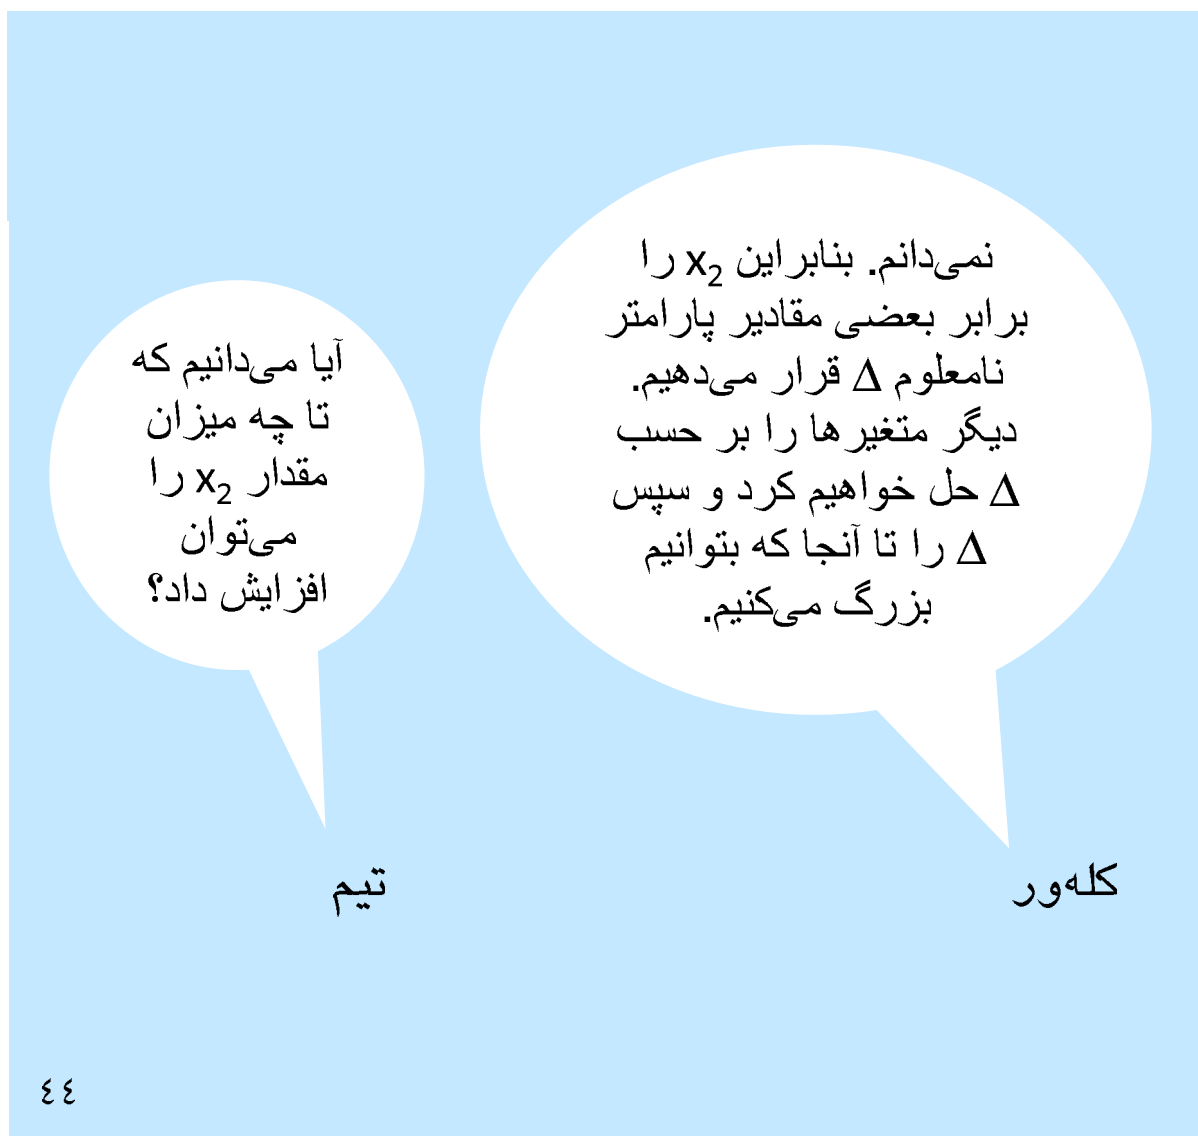 آیا می‌دانیم که
تا چه میزان
مقدار x₂ را
می‌توان
افزایش داد؟
تیم
نمی‌دانم. بنابراین x₂ را
برابر بعضی مقادیر پارامتر
نامعلوم Δ قرار می‌دهیم.
دیگر متغیرها را بر حسب
Δ حل خواهیم کرد و سپس
Δ را تا آنجا که بتوانیم
بزرگ می‌کنیم.
کله‌ور
٤٤